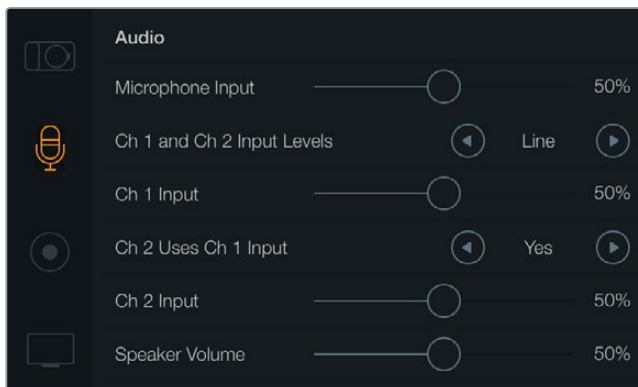 Audio
Microphone Input 50%
Ch 1 and Ch 2 Input Levels Line
Ch 1 Input 50%
Ch 2 Uses Ch 1 Input Yes
Ch 2 Input 50%
Speaker Volume 50%